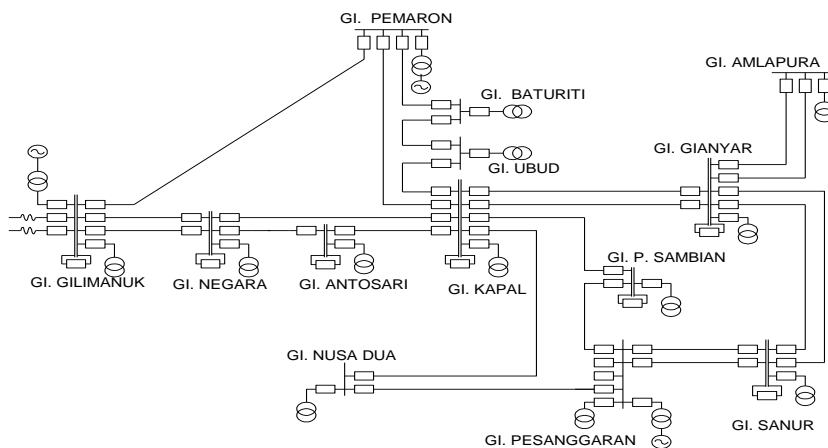 GI. PEMARON
GI. AMLAPURA
GI. BATURITI
GI. GIANYAR
GI. UBUD
GI. P. SAMBIAN
GI. GILIMANUK
GI. NEGARA
GI. ANTOSARI
GI. KAPAL
GI. NUSA DUA
GI. SANUR
GI. PESANGGARAN